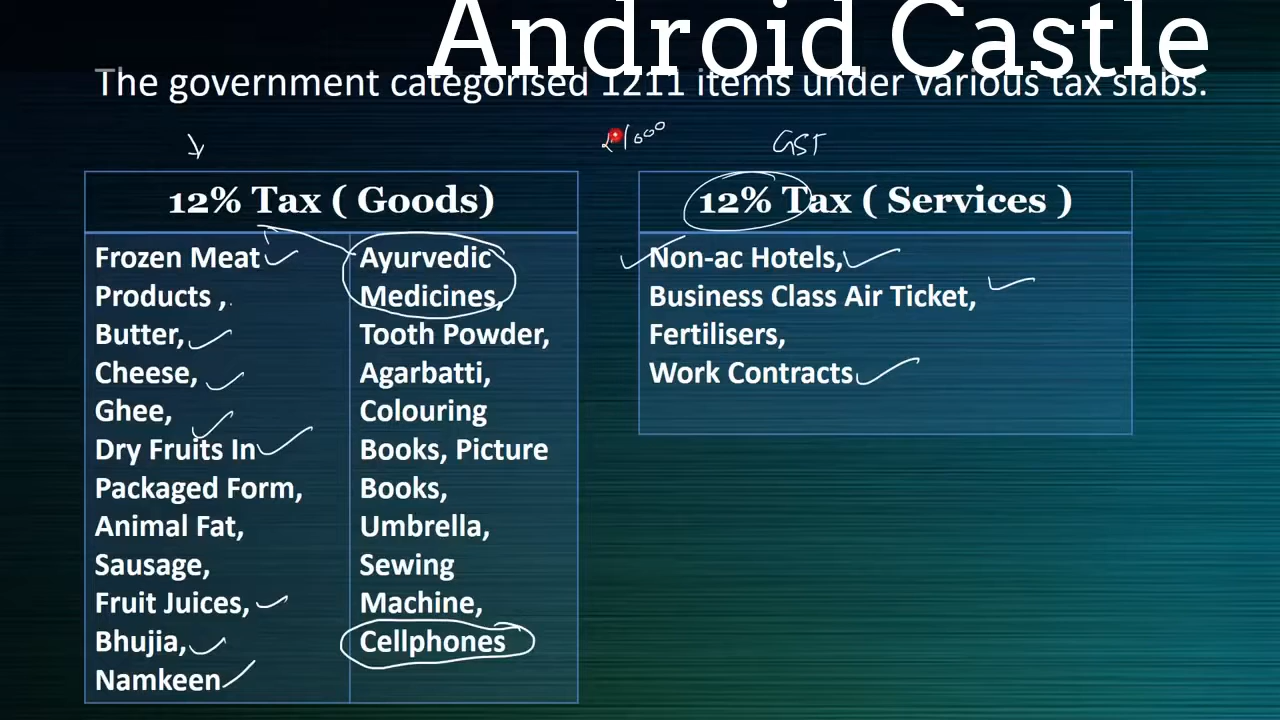 Android Castle
The government categorised 1211 items under various tax slabs.
GST
12% Tax ( Goods)
Frozen Meat
Products ,
Butter,
Cheese,
Ghee,
Dry Fruits In
Packaged Form,
Animal Fat,
Sausage,
Fruit Juices,
Bhujia,
Namkeen
Ayurvedic
Medicines,
Tooth Powder,
Agarbatti,
Colouring
Books, Picture
Books,
Umbrella,
Sewing
Machine,
Cellphones
12% Tax ( Services )
Non-ac Hotels,
Business Class Air Ticket,
Fertilisers,
Work Contracts